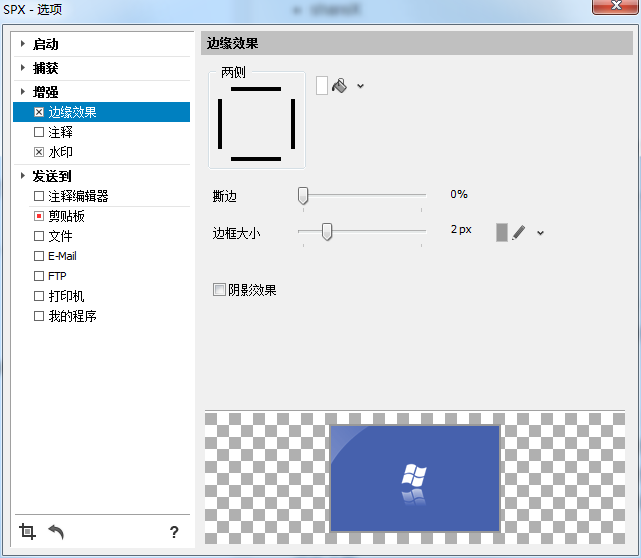 shareX
SPX - 选项
启动
捕获
增强
边缘效果
注释
水印
发送到
注释编辑器
剪贴板
文件
E-Mail
FTP
打印机
我的程序
?
边缘效果
两侧
撕边
0%
边框大小
2 px
阴影效果